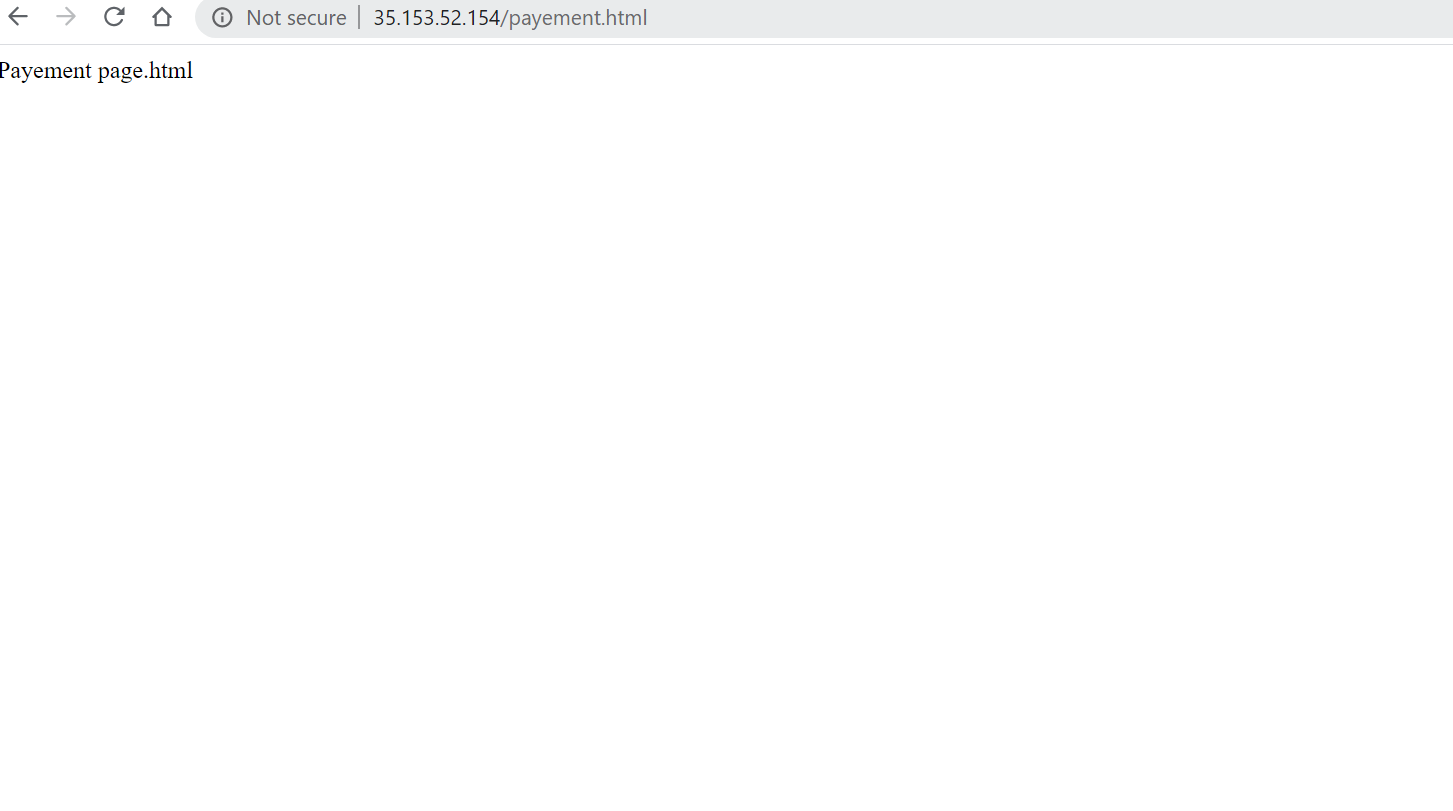 Not secure | 35.153.52.154/payement.html
Payement page.html